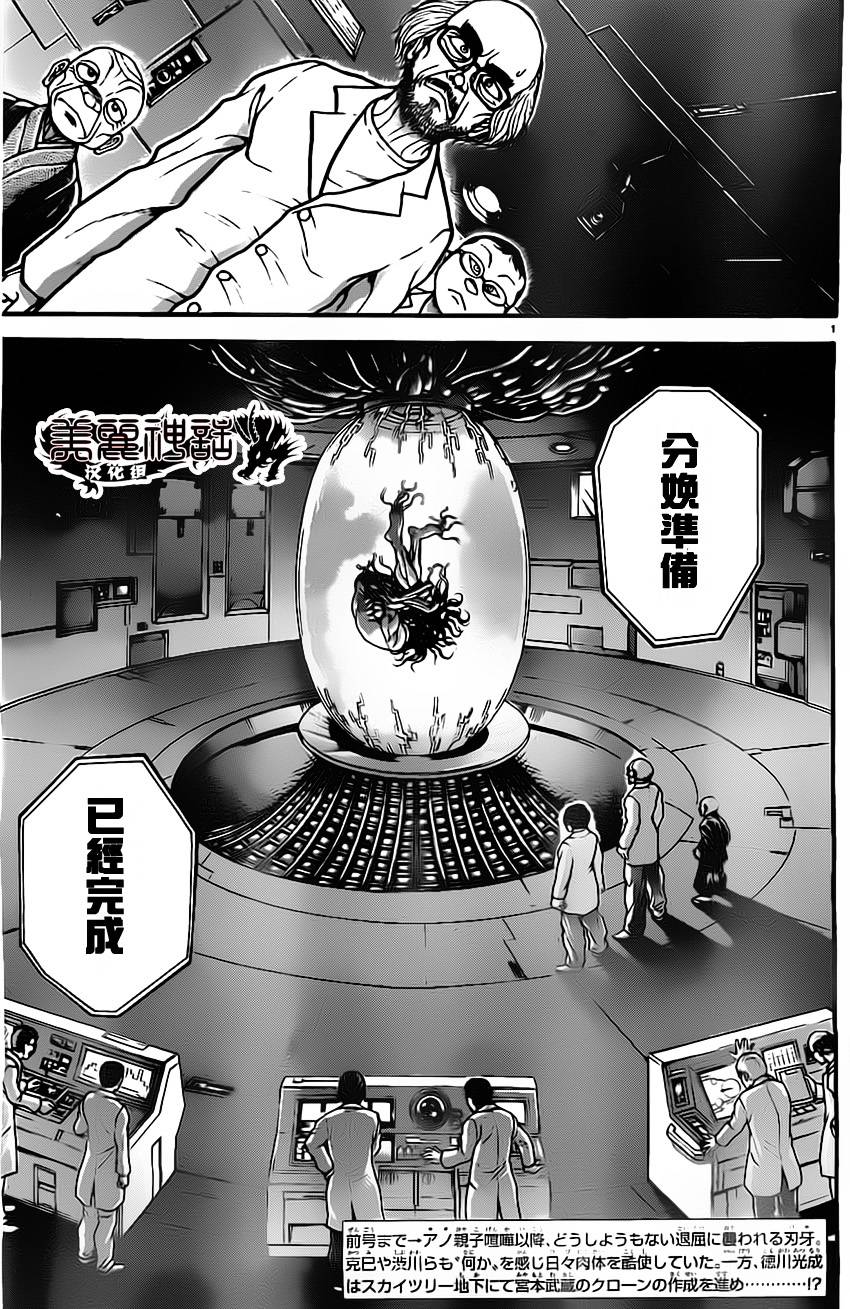 1
分娩準備
美麗神話
汉化组
已經完成
前号まで→アノ親子喧嘩以降、どうしようもない退屈に襲われる刃牙。
克巳や渋川らも〝何か〟を感じ日々肉体を酷使していた。一方、徳川光成
はスカイツリー地下にて宮本武蔵のクローンの作成を進め…………!?